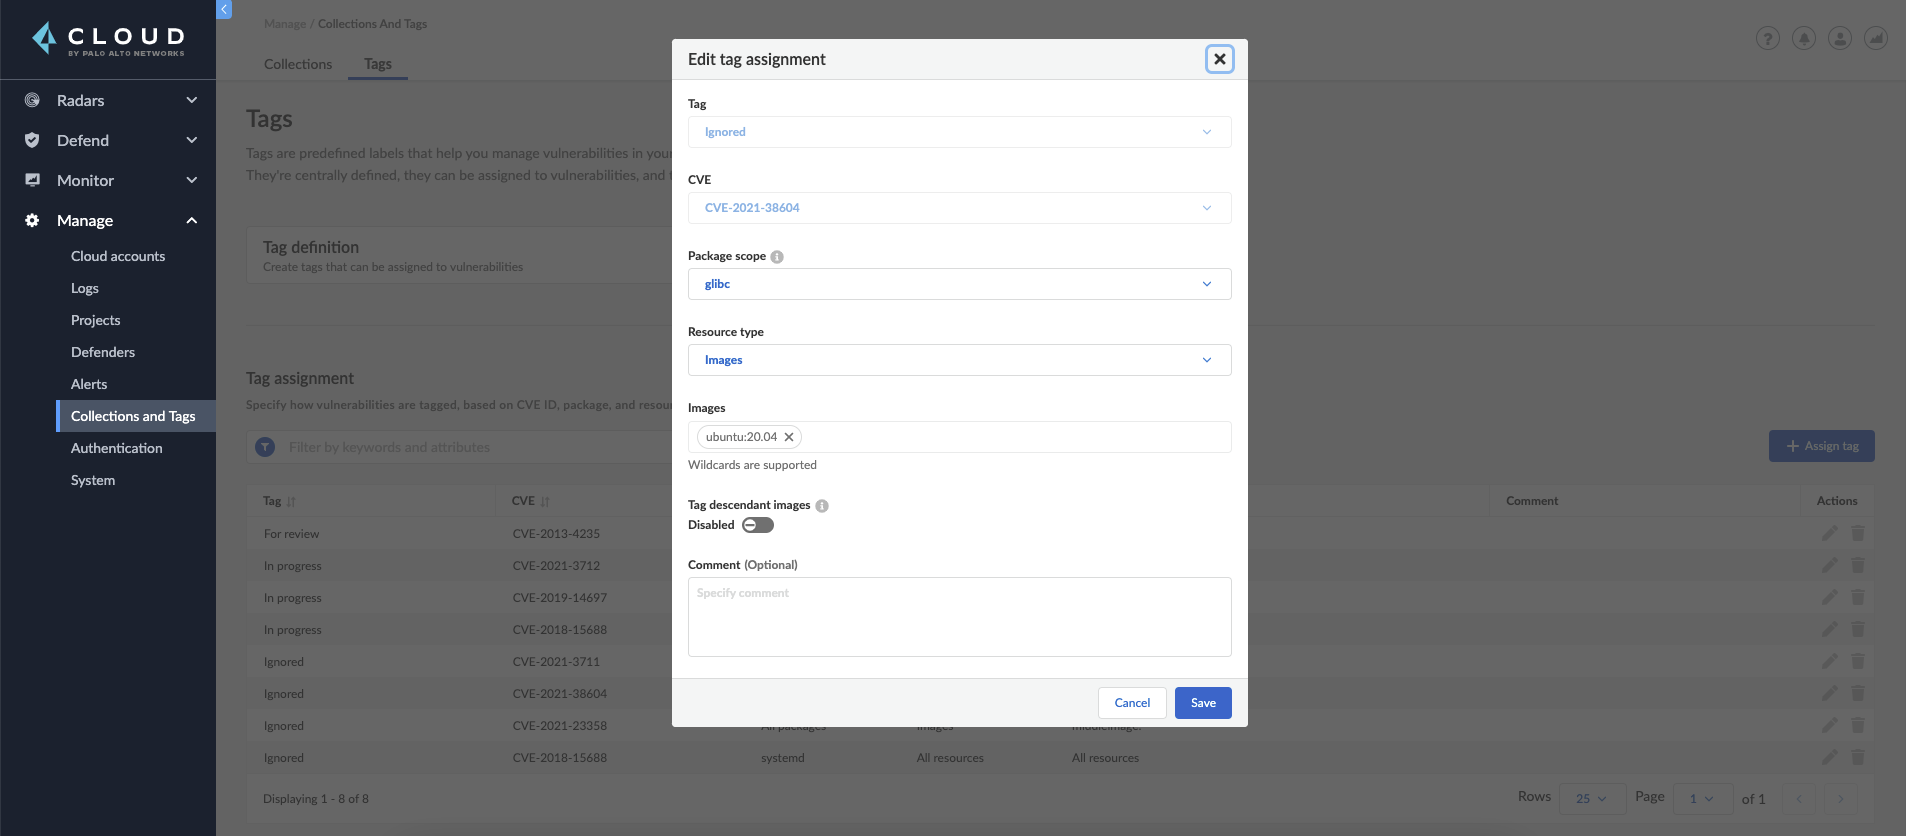 CLOUD
BY PALO ALTO NETWORKS
Radars
Defend
Monitor
Manage
Cloud accounts
Logs
Projects
Defenders
Alerts
Collections and Tags
Authentication
System
Manage / Collections And Tags
Collections
Tags
Tags
Tags are predefined labels that help you manage vulnerabilities in your
They're centrally defined, they can be assigned to vulnerabilities, and
Tag definition
Create tags that can be assigned to vulnerabilities
Tag assignment
Specify how vulnerabilities are tagged, based on CVE ID, package, and
Filter by keywords and attributes
+ Assign tag
Tag CVE Comment Actions
For review CVE-2013-4235
In progress CVE-2021-3712
In progress CVE-2019-14697
In progress CVE-2018-15688
Ignored CVE-2021-3711
Ignored CVE-2021-38604
Ignored CVE-2021-23358 All packages Images
Ignored CVE-2018-15688 systemd All resources All resources
Displaying 1 - 8 of 8
Rows 25 Page 1 of 1
Edit tag assignment
Tag
Ignored
CVE
CVE-2021-38604
Package scope
glibc
Resource type
Images
Images
ubuntu:20.04
Wildcards are supported
Tag descendant images
Disabled
Comment (Optional)
Specify comment
Cancel
Save